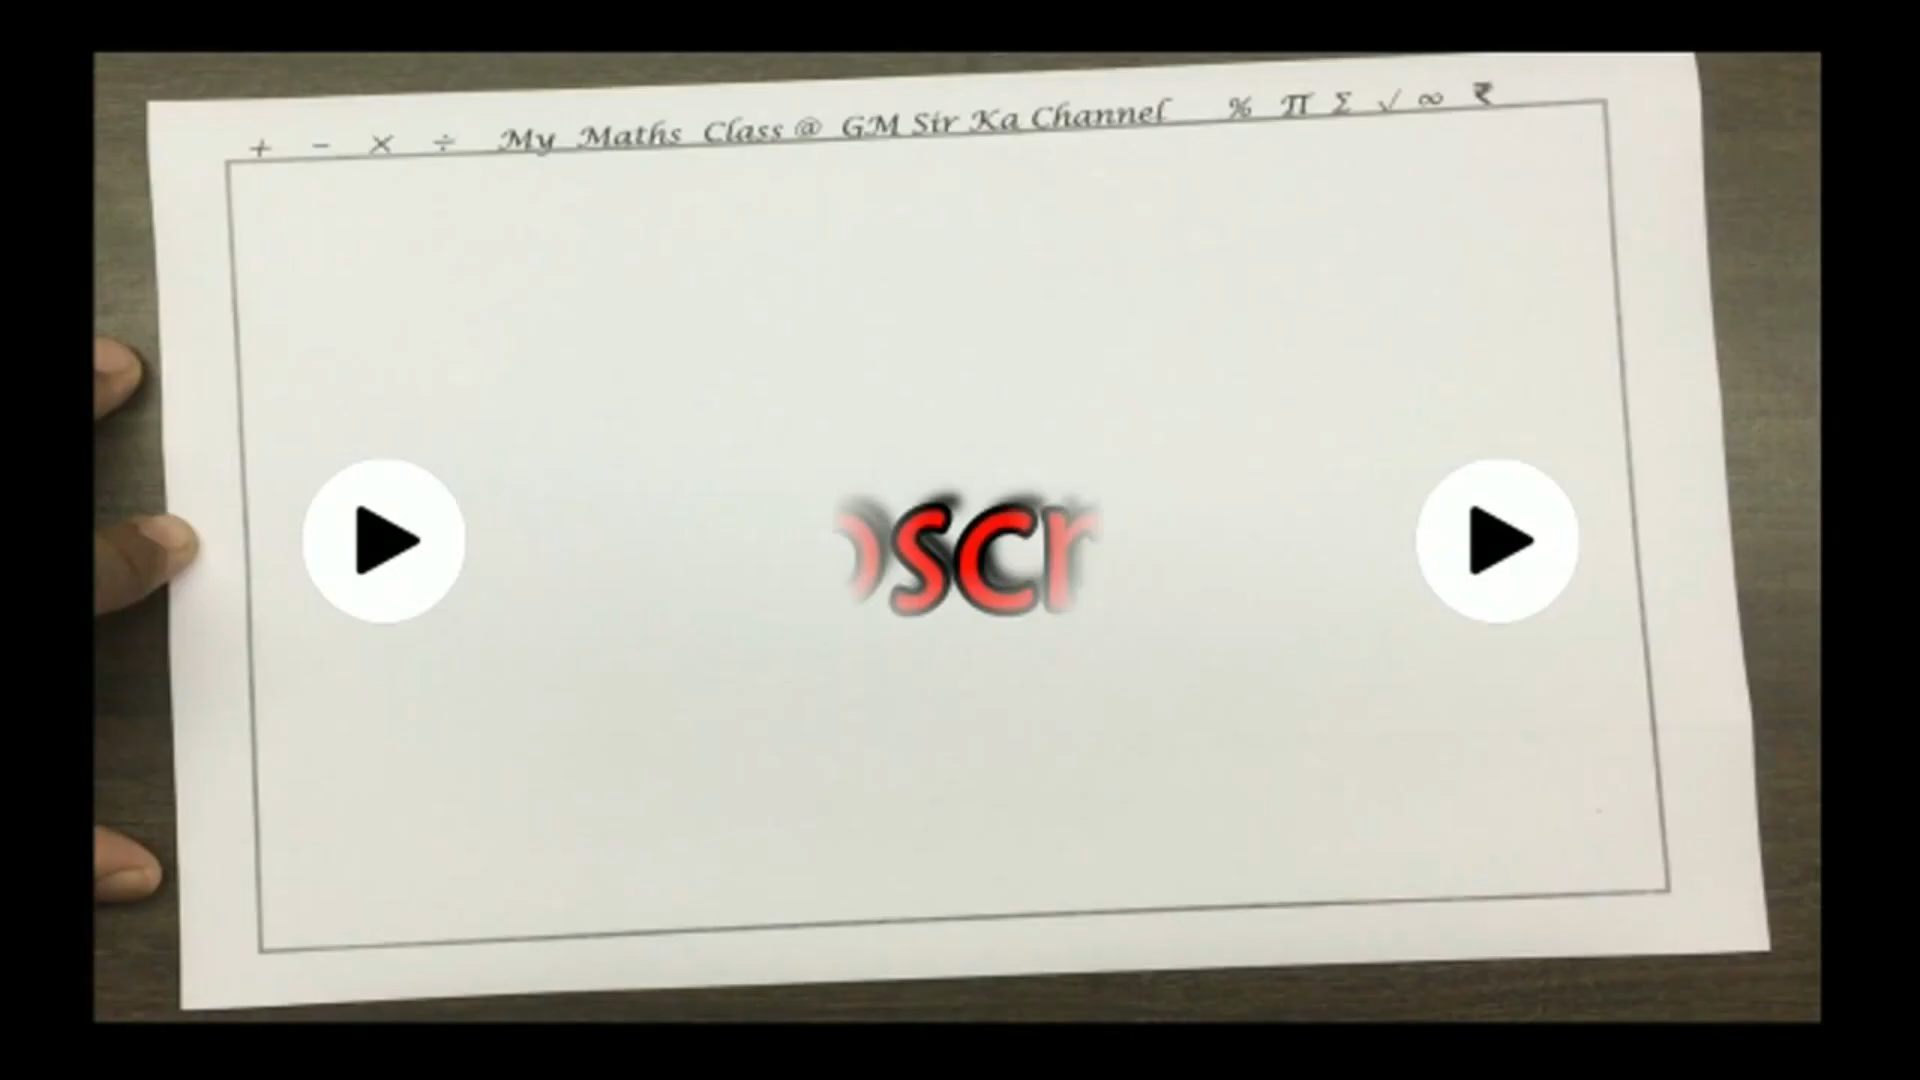 + - × ÷ My Maths Class @ GM Sir Ka Channel % Π Σ √ ∞ ₹